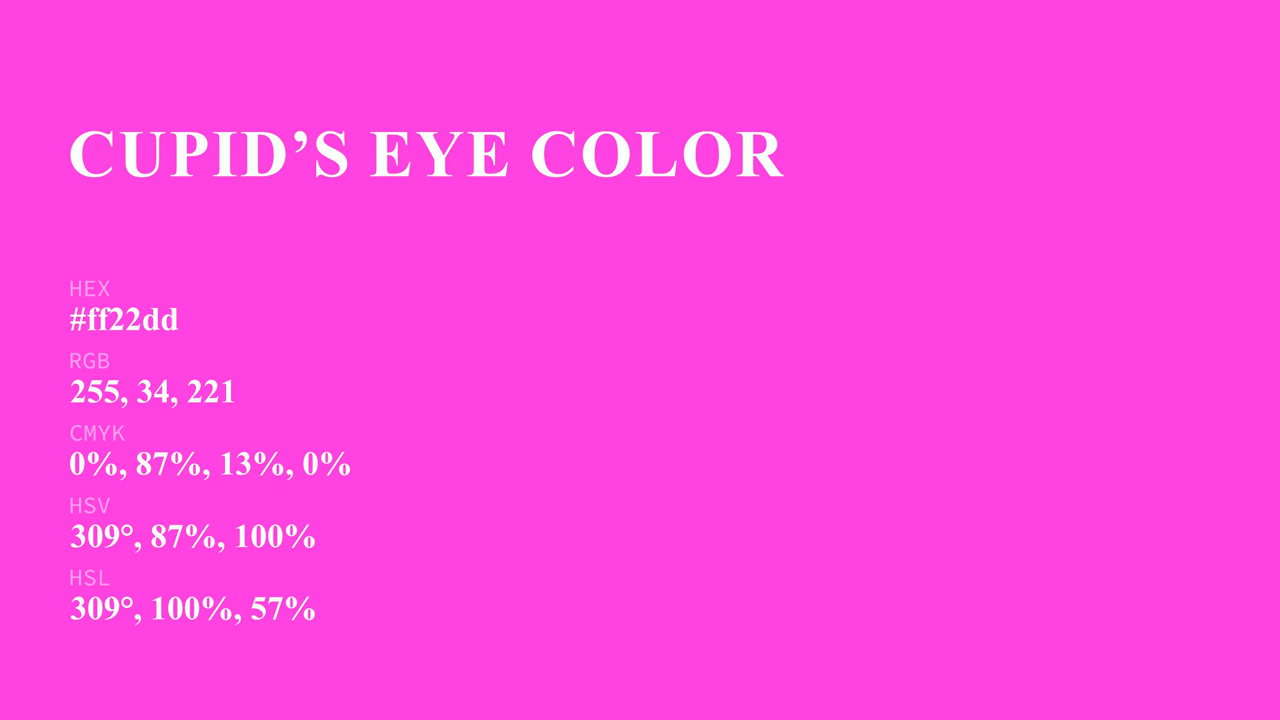 CUPID’S EYE COLOR
HEX
#ff22dd
RGB
255, 34, 221
CMYK
0%, 87%, 13%, 0%
HSV
309°, 87%, 100%
HSL
309°, 100%, 57%